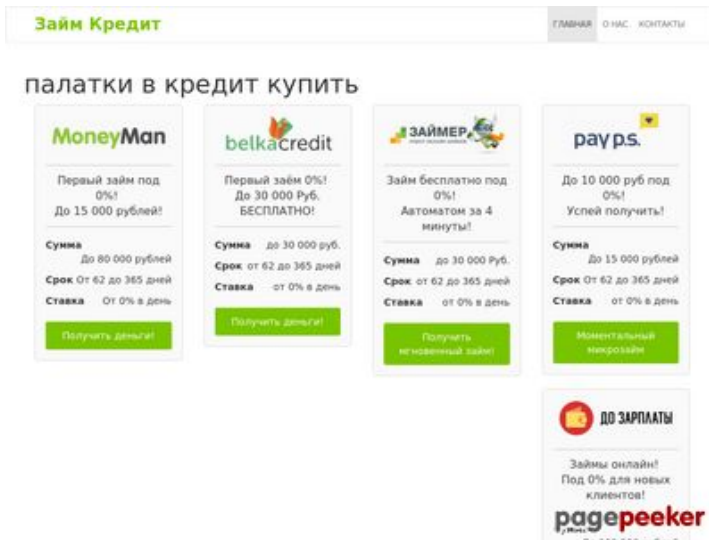 Займ Кредит
ГЛАВНАЯ О НАС КОНТАКТЫ
палатки в кредит купить
MoneyMan
Первый займ под
0%!
До 15 000 рублей!
Сумма
До 80 000 рублей
Срок От 62 до 365 дней
Ставка От 0% в день
Получить деньги!
belkacredit
Первый заём 0%!
До 30 000 Руб.
БЕСПЛАТНО!
Сумма до 30 000 руб.
Срок от 62 до 365 дней
Ставка от 0% в день
Получить деньги!
ЗАЙМЕР
Займ бесплатно под
0%!
Автоматом за 4
минуты!
Сумма до 30 000 Руб.
Срок от 62 до 365 дней
Ставка от 0% в день
Получить
мгновенный займ!
pay p.s.
До 10 000 руб под
0%!
Успей получить!
Сумма
До 15 000 рублей
Срок От 62 до 365 дней
Ставка от 0% в день
Моментальный
микрозайм
ДО ЗАРПЛАТЫ
Займы онлайн!
Под 0% для новых
клиентов!
pagepeeker